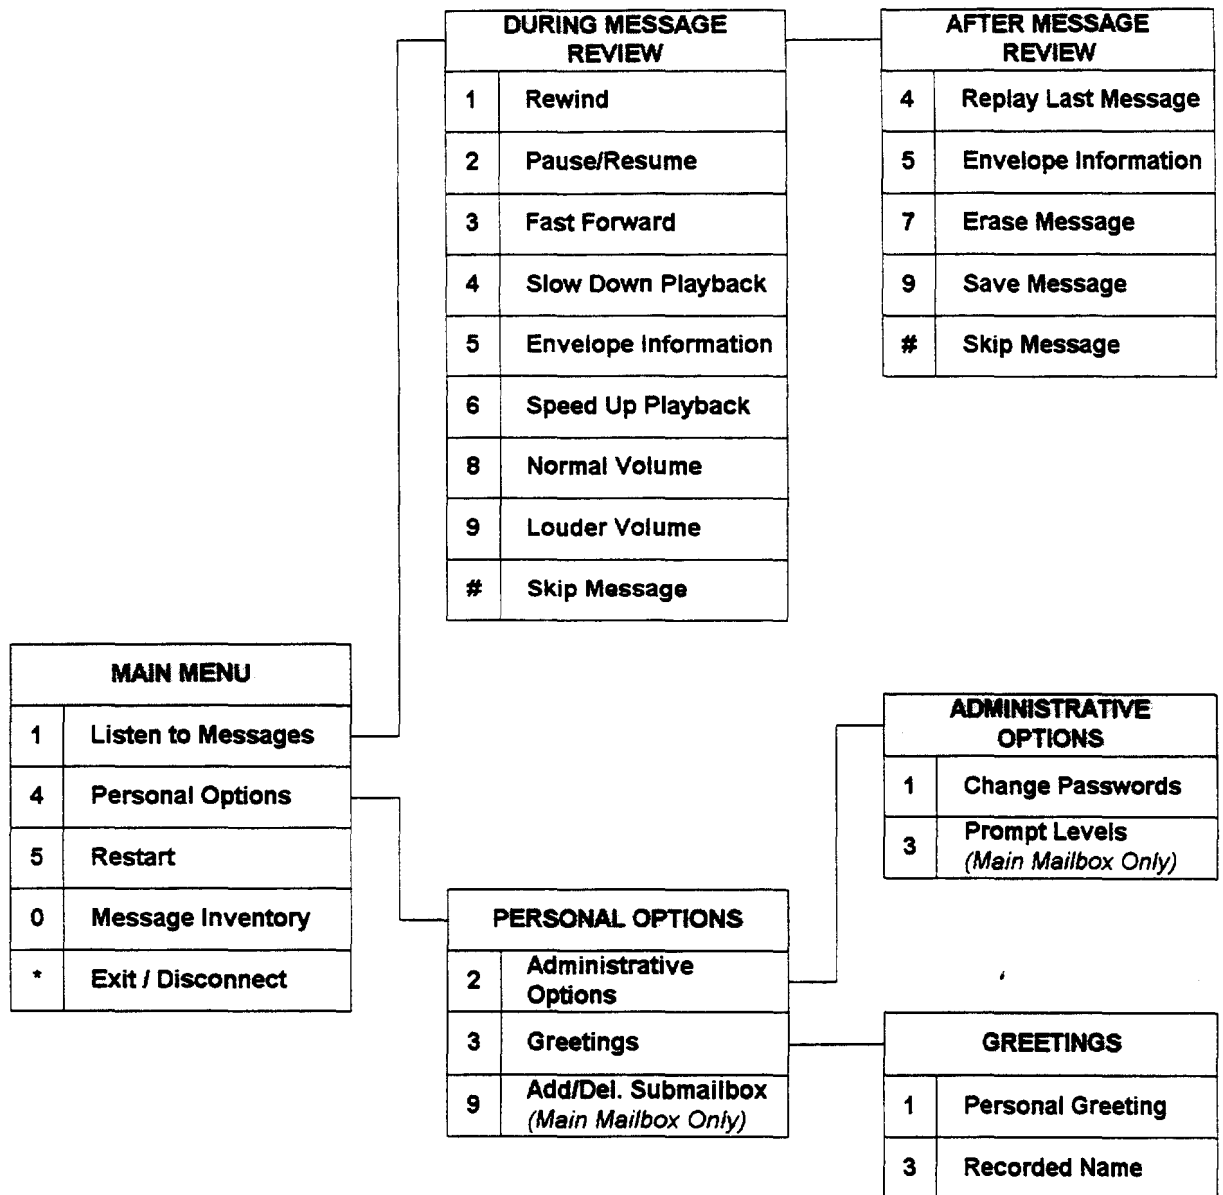 DURING MESSAGE
REVIEW
1 Rewind
2 Pause/Resume
3 Fast Forward
4 Slow Down Playback
5 Envelope Information
6 Speed Up Playback
8 Normal Volume
9 Louder Volume
# Skip Message
AFTER MESSAGE
REVIEW
4 Replay Last Message
5 Envelope Information
7 Erase Message
9 Save Message
# Skip Message
MAIN MENU
1 Listen to Messages
4 Personal Options
5 Restart
0 Message Inventory
* Exit / Disconnect
PERSONAL OPTIONS
2 Administrative
Options
3 Greetings
9 Add/Del. Submailbox
(Main Mailbox Only)
ADMINISTRATIVE
OPTIONS
1 Change Passwords
3 Prompt Levels
(Main Mailbox Only)
GREETINGS
1 Personal Greeting
3 Recorded Name